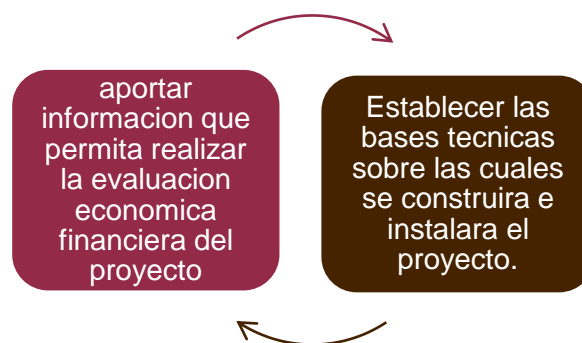 aportar
informacion que
permita realizar
la evaluacion
economica
financiera del
proyecto
Establecer las
bases tecnicas
sobre las cuales
se construira e
instalara el
proyecto.